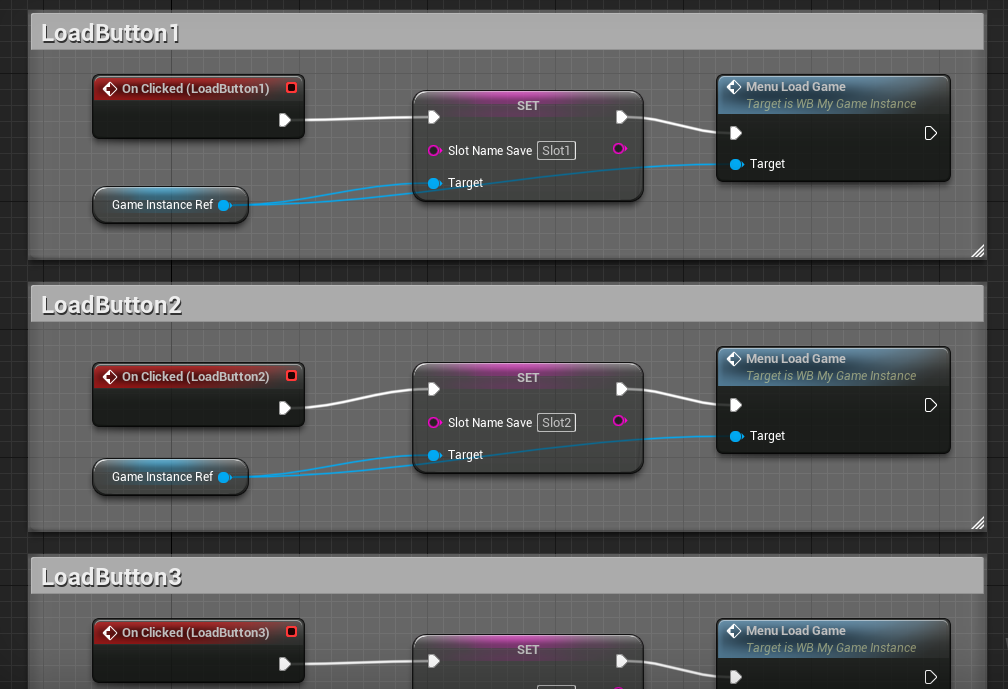 LoadButton1
On Clicked (LoadButton1)
SET
Slot Name Save Slot1
Target
Game Instance Ref
Menu Load Game
Target is WB My Game Instance
Target
LoadButton2
On Clicked (LoadButton2)
SET
Slot Name Save Slot2
Target
Game Instance Ref
Menu Load Game
Target is WB My Game Instance
Target
LoadButton3
On Clicked (LoadButton3)
SET
Menu Load Game
Target is WB My Game Instance